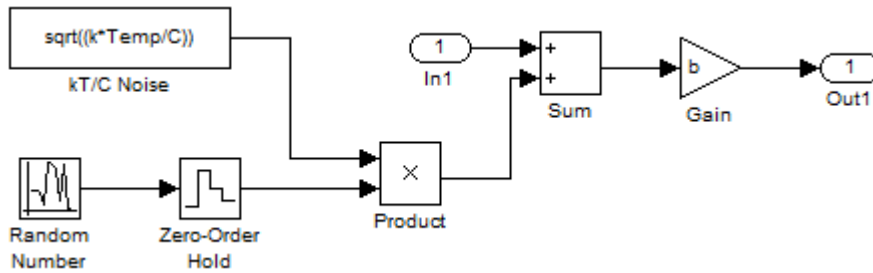 sqrt((k*Temp/C))
kT/C Noise
1
In1
+
+
Sum
b
Gain
1
Out1
×
Product
Random
Number
Zero-Order
Hold